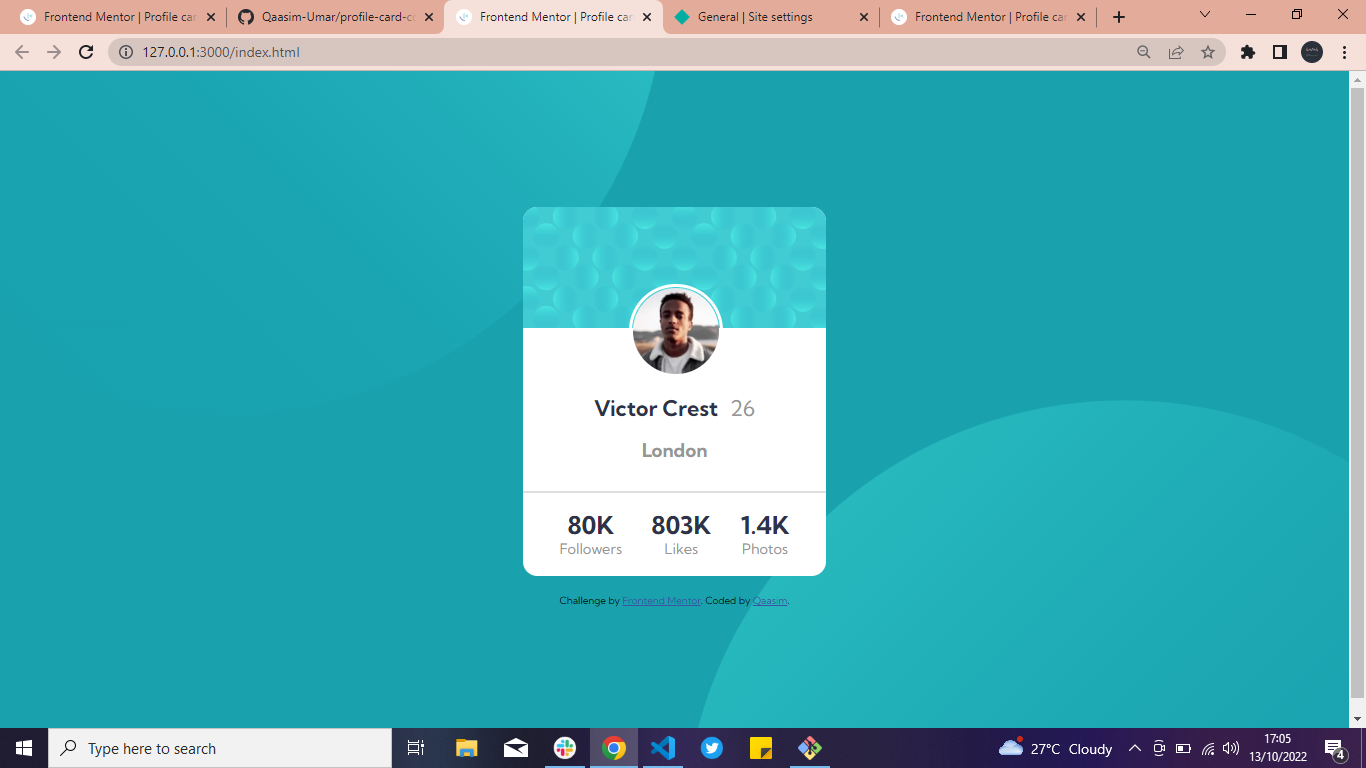 Frontend Mentor | Profile car
Qaasim-Umar/profile-card-co
Frontend Mentor | Profile car
General | Site settings
Frontend Mentor | Profile car
127.0.0.1:3000/index.html
Victor Crest 26
London
80K 803K 1.4K
Followers Likes Photos
Challenge by Frontend Mentor. Coded by Qaasim.
Type here to search
27°C Cloudy
17:05
13/10/2022
4